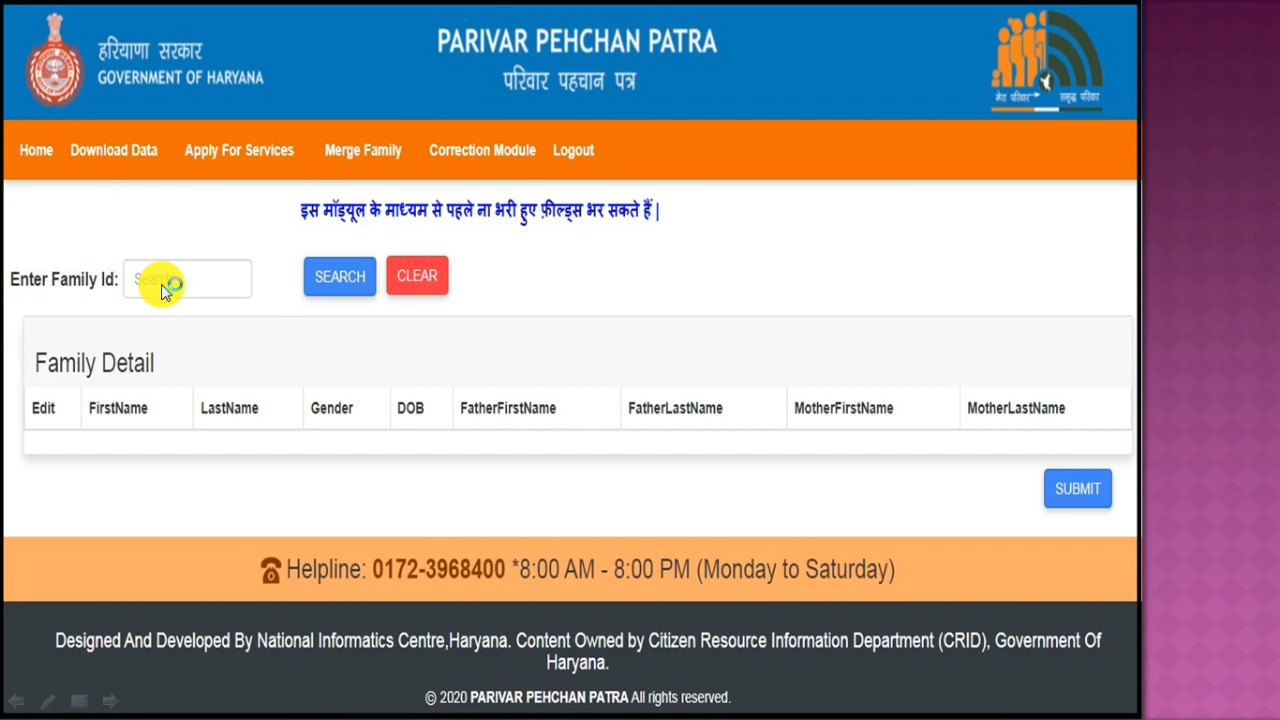 हरियाणा सरकार
GOVERNMENT OF HARYANA
PARIVAR PEHCHAN PATRA
परिवार पहचान पत्र
मेरा परिवार समृद्ध परिवार
Home Download Data Apply For Services Merge Family Correction Module Logout
इस मॉड्यूल के माध्यम से पहले ना भरी हुए फ़ील्ड्स भर सकते हैं |
Enter Family Id: Search SEARCH CLEAR
Family Detail
Edit FirstName LastName Gender DOB FatherFirstName FatherLastName MotherFirstName MotherLastName
SUBMIT
Helpline: 0172-3968400 *8:00 AM - 8:00 PM (Monday to Saturday)
Designed And Developed By National Informatics Centre,Haryana. Content Owned by Citizen Resource Information Department (CRID), Government Of
Haryana.
© 2020 PARIVAR PEHCHAN PATRA All rights reserved.